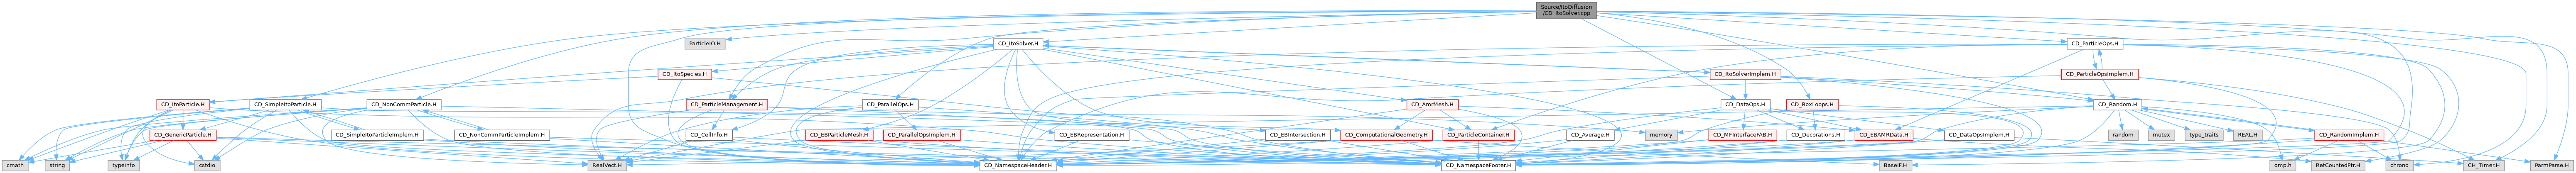 Source/ItoDiffusion
/CD_ItoSolver.cpp
ParticleIO.H
CD_ItoSolver.H
CD_ParticleOps.H
CD_ItoSpecies.H
CD_ItoSolverImplem.H
CD_ParticleOpsImplem.H
CD_ItoParticle.H
CD_SimpleItoParticle.H
CD_NonCommParticle.H
CD_ParticleManagement.H
CD_ParallelOps.H
CD_AmrMesh.H
CD_DataOps.H
CD_BoxLoops.H
CD_Random.H
CD_GenericParticle.H
CD_SimpleItoParticleImplem.H
CD_NonCommParticleImplem.H
CD_CellInfo.H
CD_EBParticleMesh.H
CD_ParallelOpsImplem.H
memory
CD_EBRepresentation.H
CD_EBIntersection.H
CD_ComputationalGeometry.H
CD_ParticleContainer.H
CD_Average.H
CD_MFInterfaceFAB.H
CD_Decorations.H
CD_EBAMRData.H
CD_DataOpsImplem.H
random
mutex
type_traits
REAL.H
CD_RandomImplem.H
cmath
string
typeinfo
cstdio
RealVect.H
CD_NamespaceHeader.H
CD_NamespaceFooter.H
BaseIF.H
omp.h
RefCountedPtr.H
chrono
CH_Timer.H
ParmParse.H